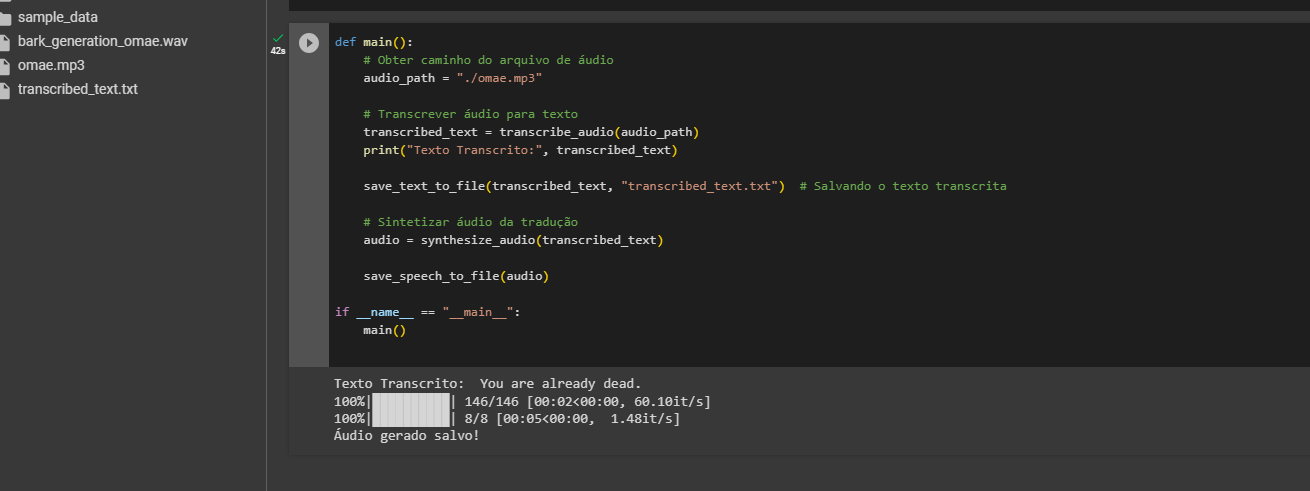 sample_data
bark_generation_omae.wav
omae.mp3
transcribed_text.txt
42s
def main():
    # Obter caminho do arquivo de áudio
    audio_path = "./omae.mp3"
    # Transcrever áudio para texto
    transcribed_text = transcribe_audio(audio_path)
    print("Texto Transcrito:", transcribed_text)
    save_text_to_file(transcribed_text, "transcribed_text.txt")  # Salvando o texto transcrita
    # Sintetizar áudio da tradução
    audio = synthesize_audio(transcribed_text)
    save_speech_to_file(audio)
if __name__ == "__main__":
    main()
Texto Transcrito:  You are already dead.
100%|██████████| 146/146 [00:02<00:00, 60.10it/s]
100%|██████████| 8/8 [00:05<00:00,  1.48it/s]
Áudio gerado salvo!